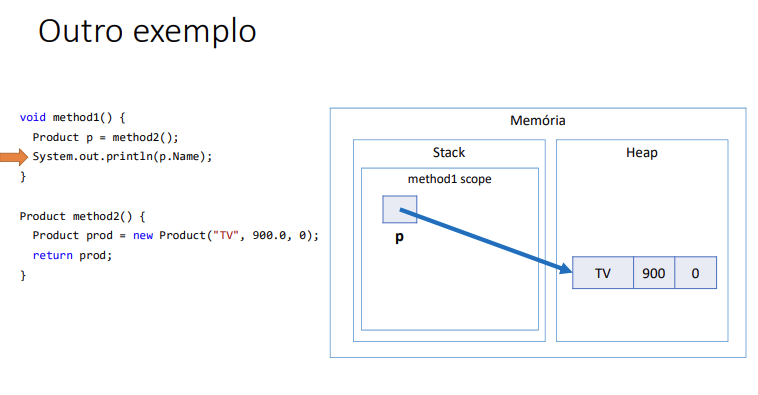 Outro exemplo
void method1() {
Product p = method2();
System.out.println(p.Name);
}
Product method2() {
Product prod = new Product("TV", 900.0, 0);
return prod;
}
Memória
Stack
Heap
method1 scope
p
TV 900 0